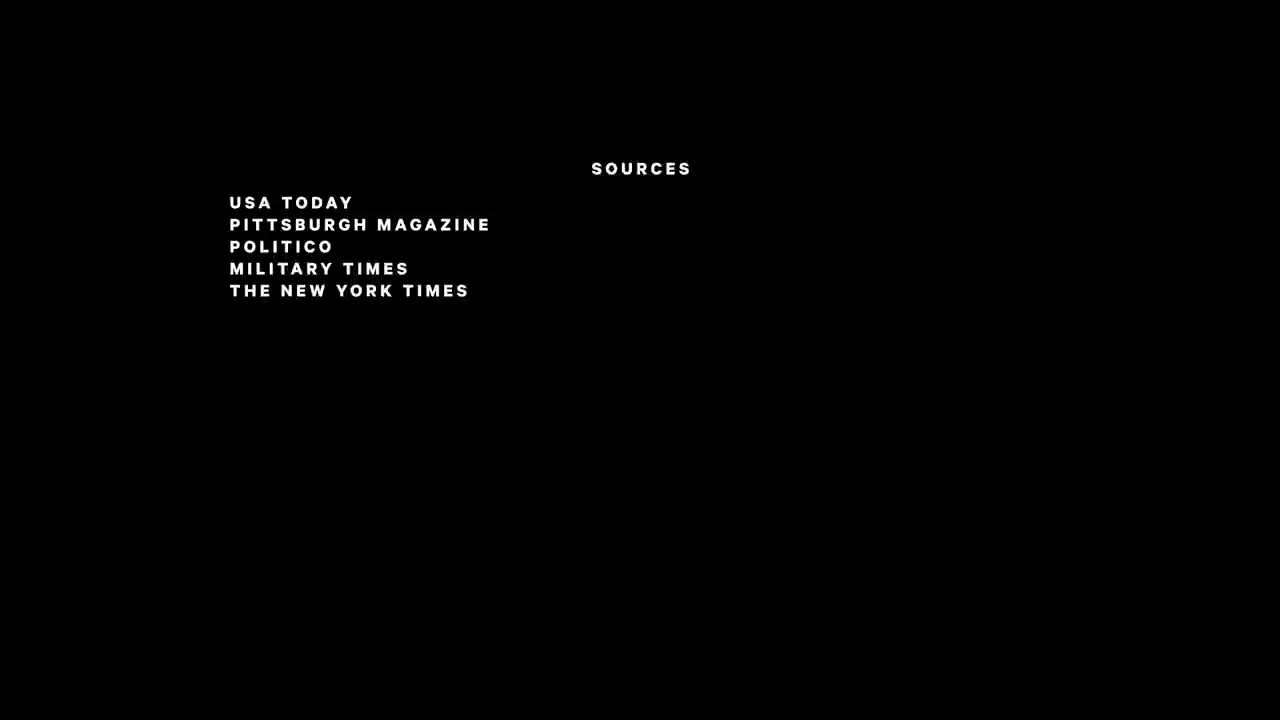 SOURCES
USA TODAY
PITTSBURGH MAGAZINE
POLITICO
MILITARY TIMES
THE NEW YORK TIMES